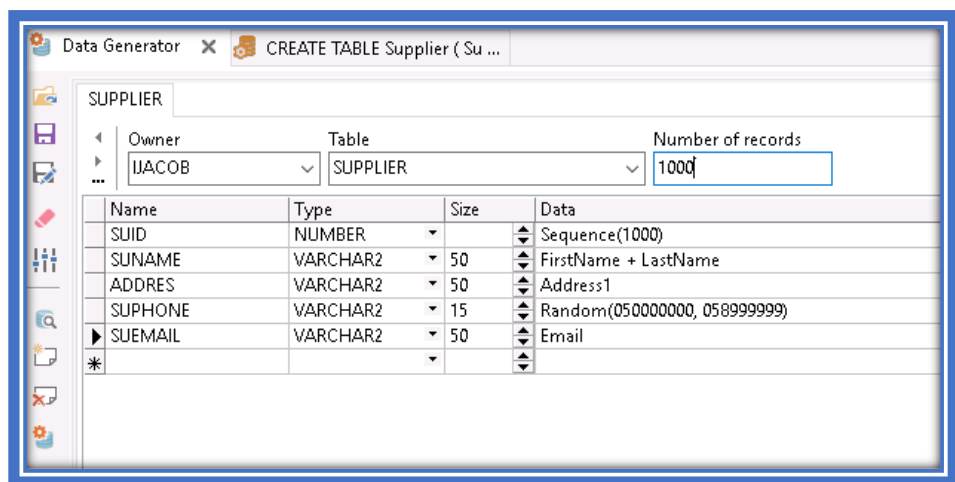 Data Generator CREATE TABLE Supplier ( Su ...
SUPPLIER
Owner Table Number of records
IJACOB SUPPLIER 1000
Name Type Size Data
SUID NUMBER Sequence(1000)
SUNAME VARCHAR2 50 FirstName + LastName
ADDRES VARCHAR2 50 Address1
SUPHONE VARCHAR2 15 Random(050000000, 058999999)
SUEMAIL VARCHAR2 50 Email